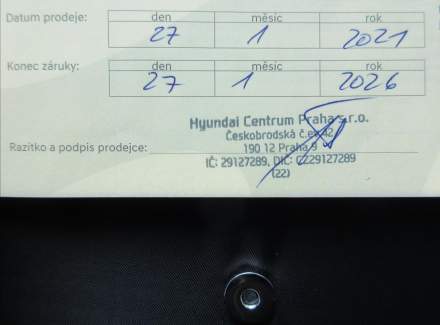 Datum prodeje: den měsíc rok
27 1 2021
Konec záruky: den měsíc rok
27 1 2026
Hyundai Centrum Praha s.r.o.
Českobrodská č.ev.42
Razítko a podpis prodejce: 190 12 Praha 9
IČ: 29127289, DIČ: CZ29127289
(22)